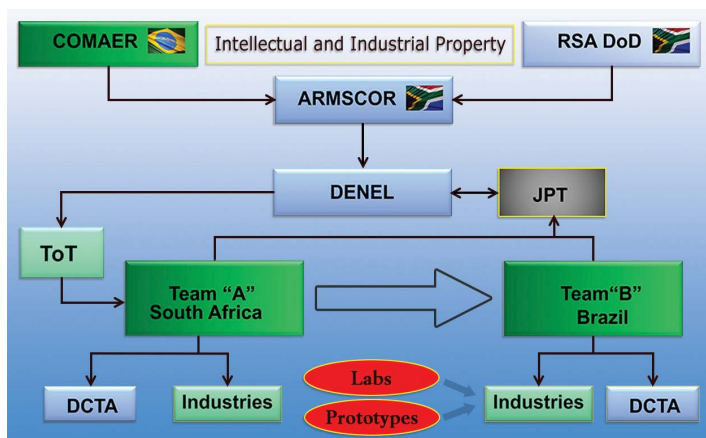 COMAER
Intellectual and Industrial Property
RSA DoD
ARMSCOR
DENEL
JPT
ToT
Team “A”
South Africa
Team“B”
Brazil
Labs
Prototypes
DCTA
Industries
Industries
DCTA